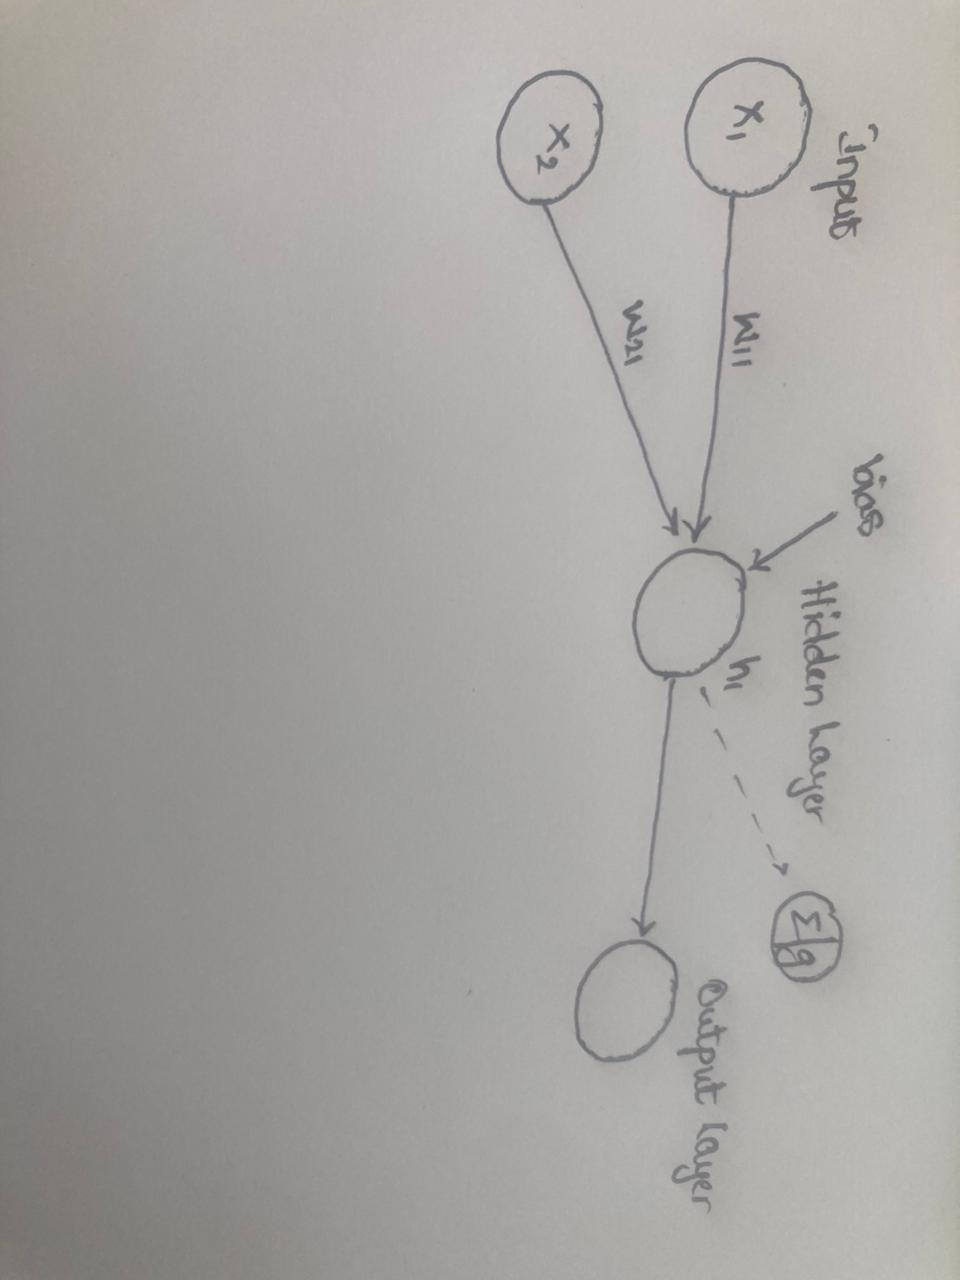 Input
X₁
X₂
W₁₁
W₂₁
bias
Hidden Layer
h₁
Σ|g
Output Layer